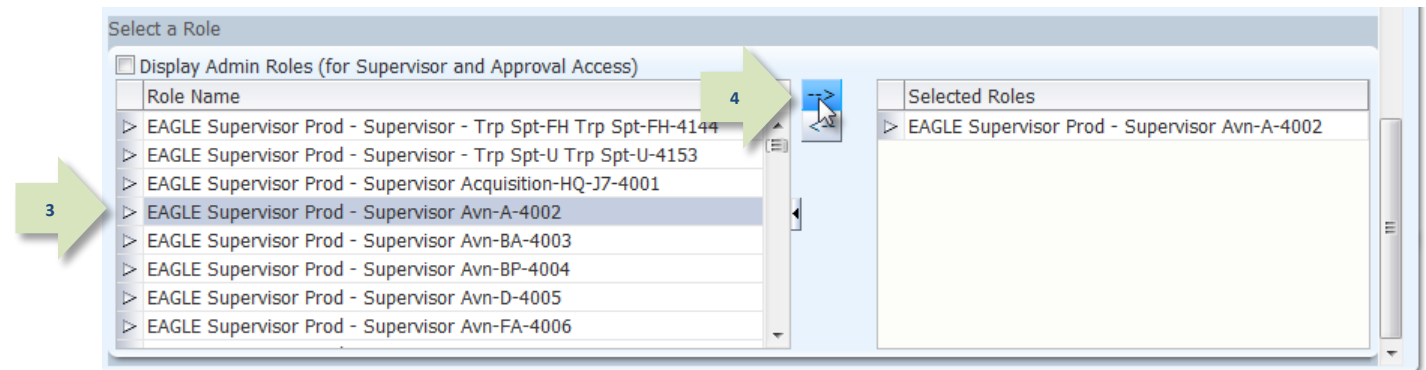 Select a Role
Display Admin Roles (for Supervisor and Approval Access)
Role Name
EAGLE Supervisor Prod - Supervisor - Trp Spt-FH Trp Spt-FH-4144
EAGLE Supervisor Prod - Supervisor - Trp Spt-U Trp Spt-U-4153
EAGLE Supervisor Prod - Supervisor Acquisition-HQ-J7-4001
3
EAGLE Supervisor Prod - Supervisor Avn-A-4002
EAGLE Supervisor Prod - Supervisor Avn-BA-4003
EAGLE Supervisor Prod - Supervisor Avn-BP-4004
EAGLE Supervisor Prod - Supervisor Avn-D-4005
EAGLE Supervisor Prod - Supervisor Avn-FA-4006
4
-->
<--
Selected Roles
EAGLE Supervisor Prod - Supervisor Avn-A-4002